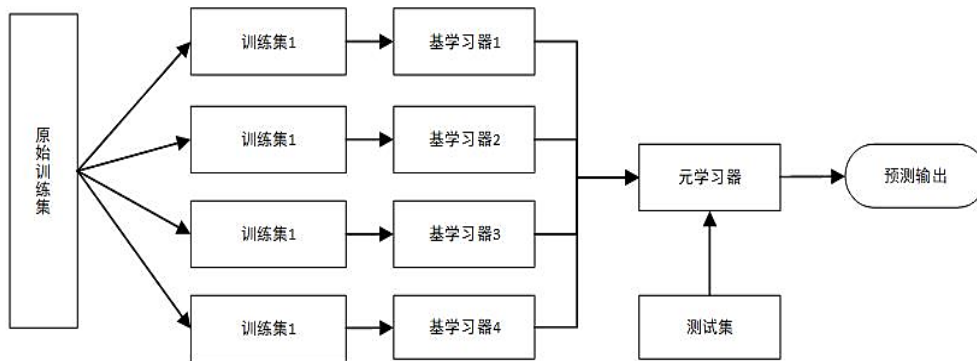 原始训练集
训练集1
基学习器1
训练集1
基学习器2
训练集1
基学习器3
训练集1
基学习器4
元学习器
预测输出
测试集